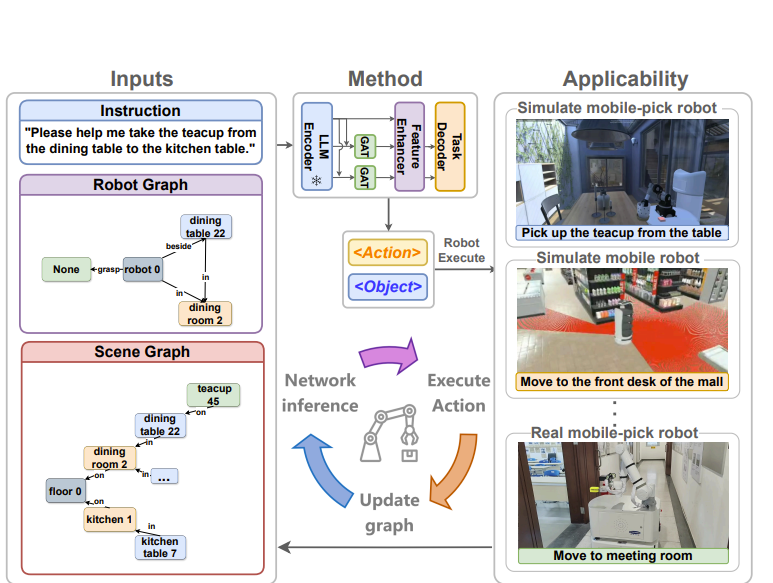 Inputs
Instruction
"Please help me take the teacup from
the dining table to the kitchen table."
Robot Graph
dining
table 22
beside
None
grasp
robot 0
in
in
dining
room 2
Scene Graph
teacup
45
on
dining
table 22
in
dining
room 2
in
...
on
floor 0
on
kitchen 1
in
kitchen
table 7
Method
LLM
Encoder
GAT
GAT
Feature
Enhancer
Task
Decoder
<Action>
<Object>
Robot
Execute
Network
inference
Execute
Action
Update
graph
Applicability
Simulate mobile-pick robot
Pick up the teacup from the table
Simulate mobile robot
Move to the front desk of the mall
Real mobile-pick robot
Move to meeting room